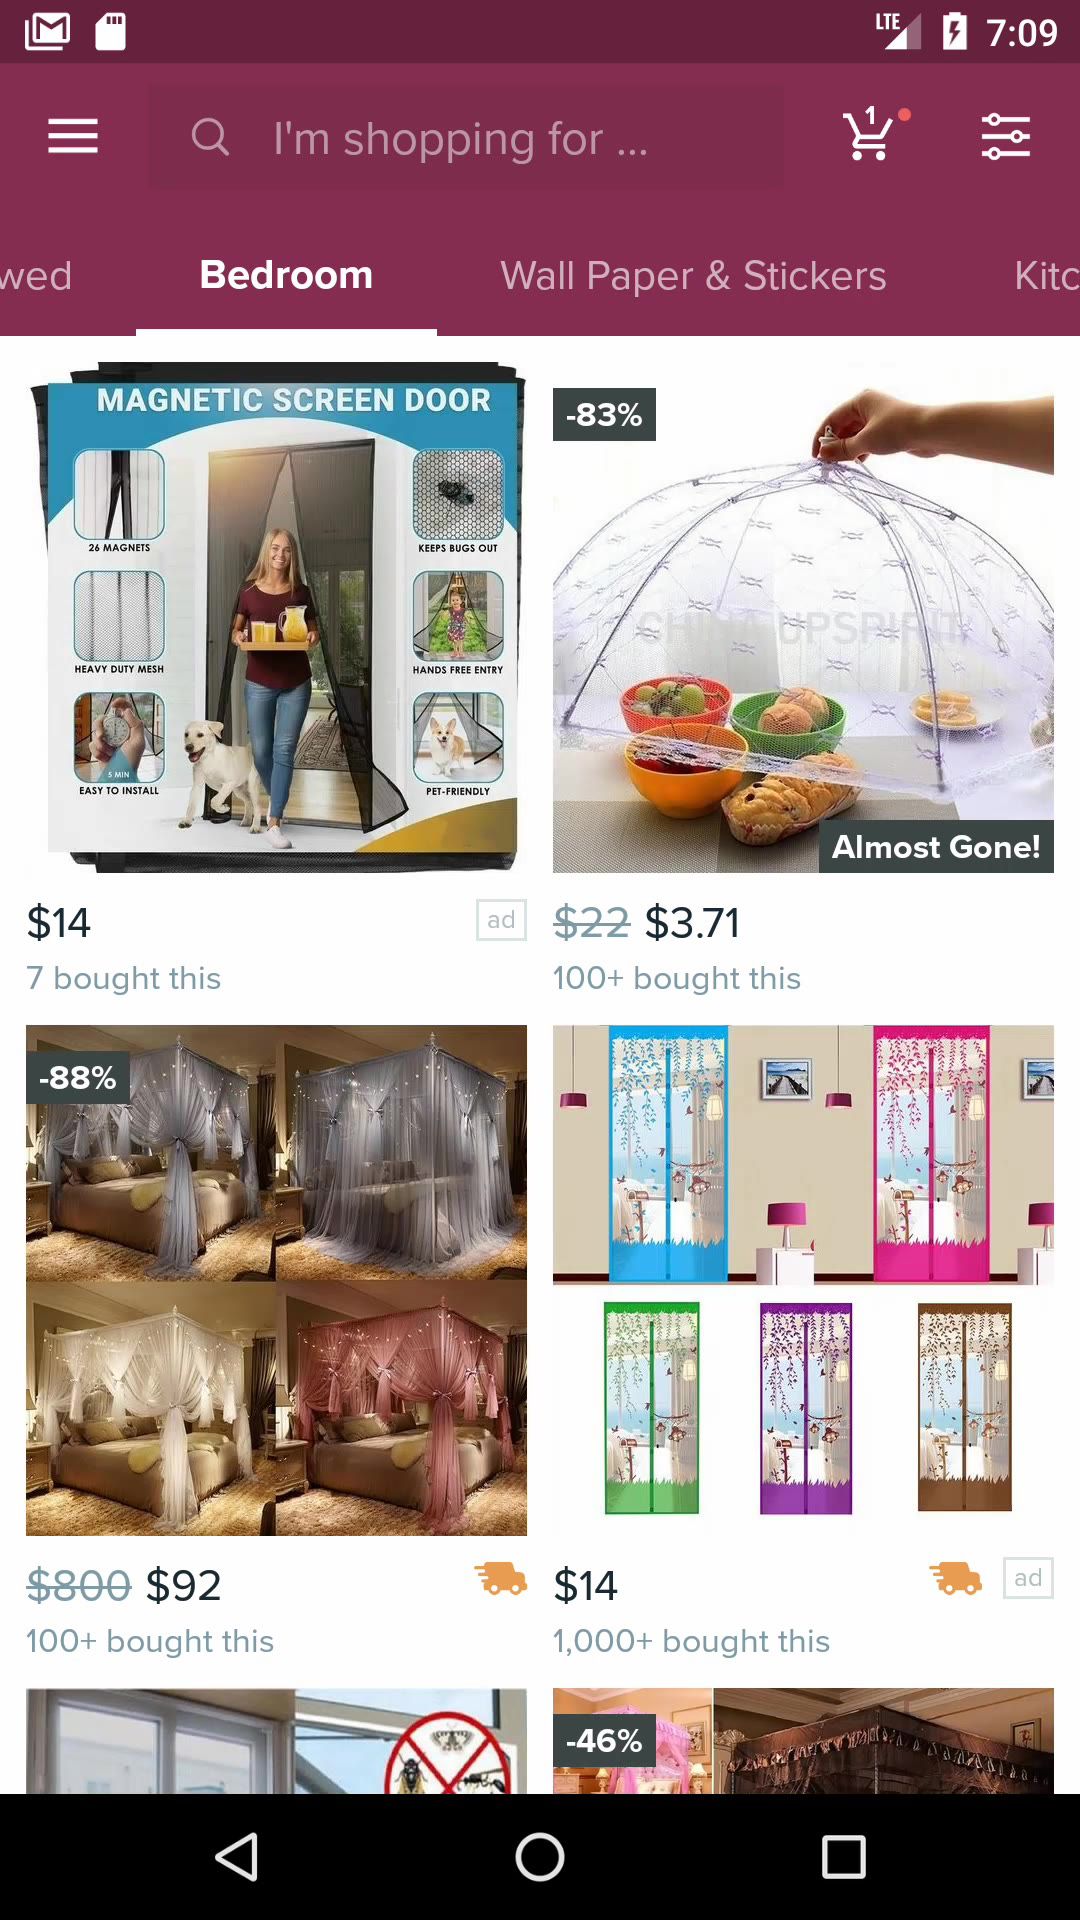 LTE 7:09
I'm shopping for ... 1
wed Bedroom Wall Paper & Stickers Kitc
MAGNETIC SCREEN DOOR
26 MAGNETS
KEEPS BUGS OUT
HEAVY DUTY MESH
HANDS FREE ENTRY
5 MIN
EASY TO INSTALL
PET-FRIENDLY
-83%
CHINA UPSPIRIT
Almost Gone!
$14 ad
7 bought this
$22 $3.71
100+ bought this
-88%
$800 $92
100+ bought this
$14 ad
1,000+ bought this
-46%